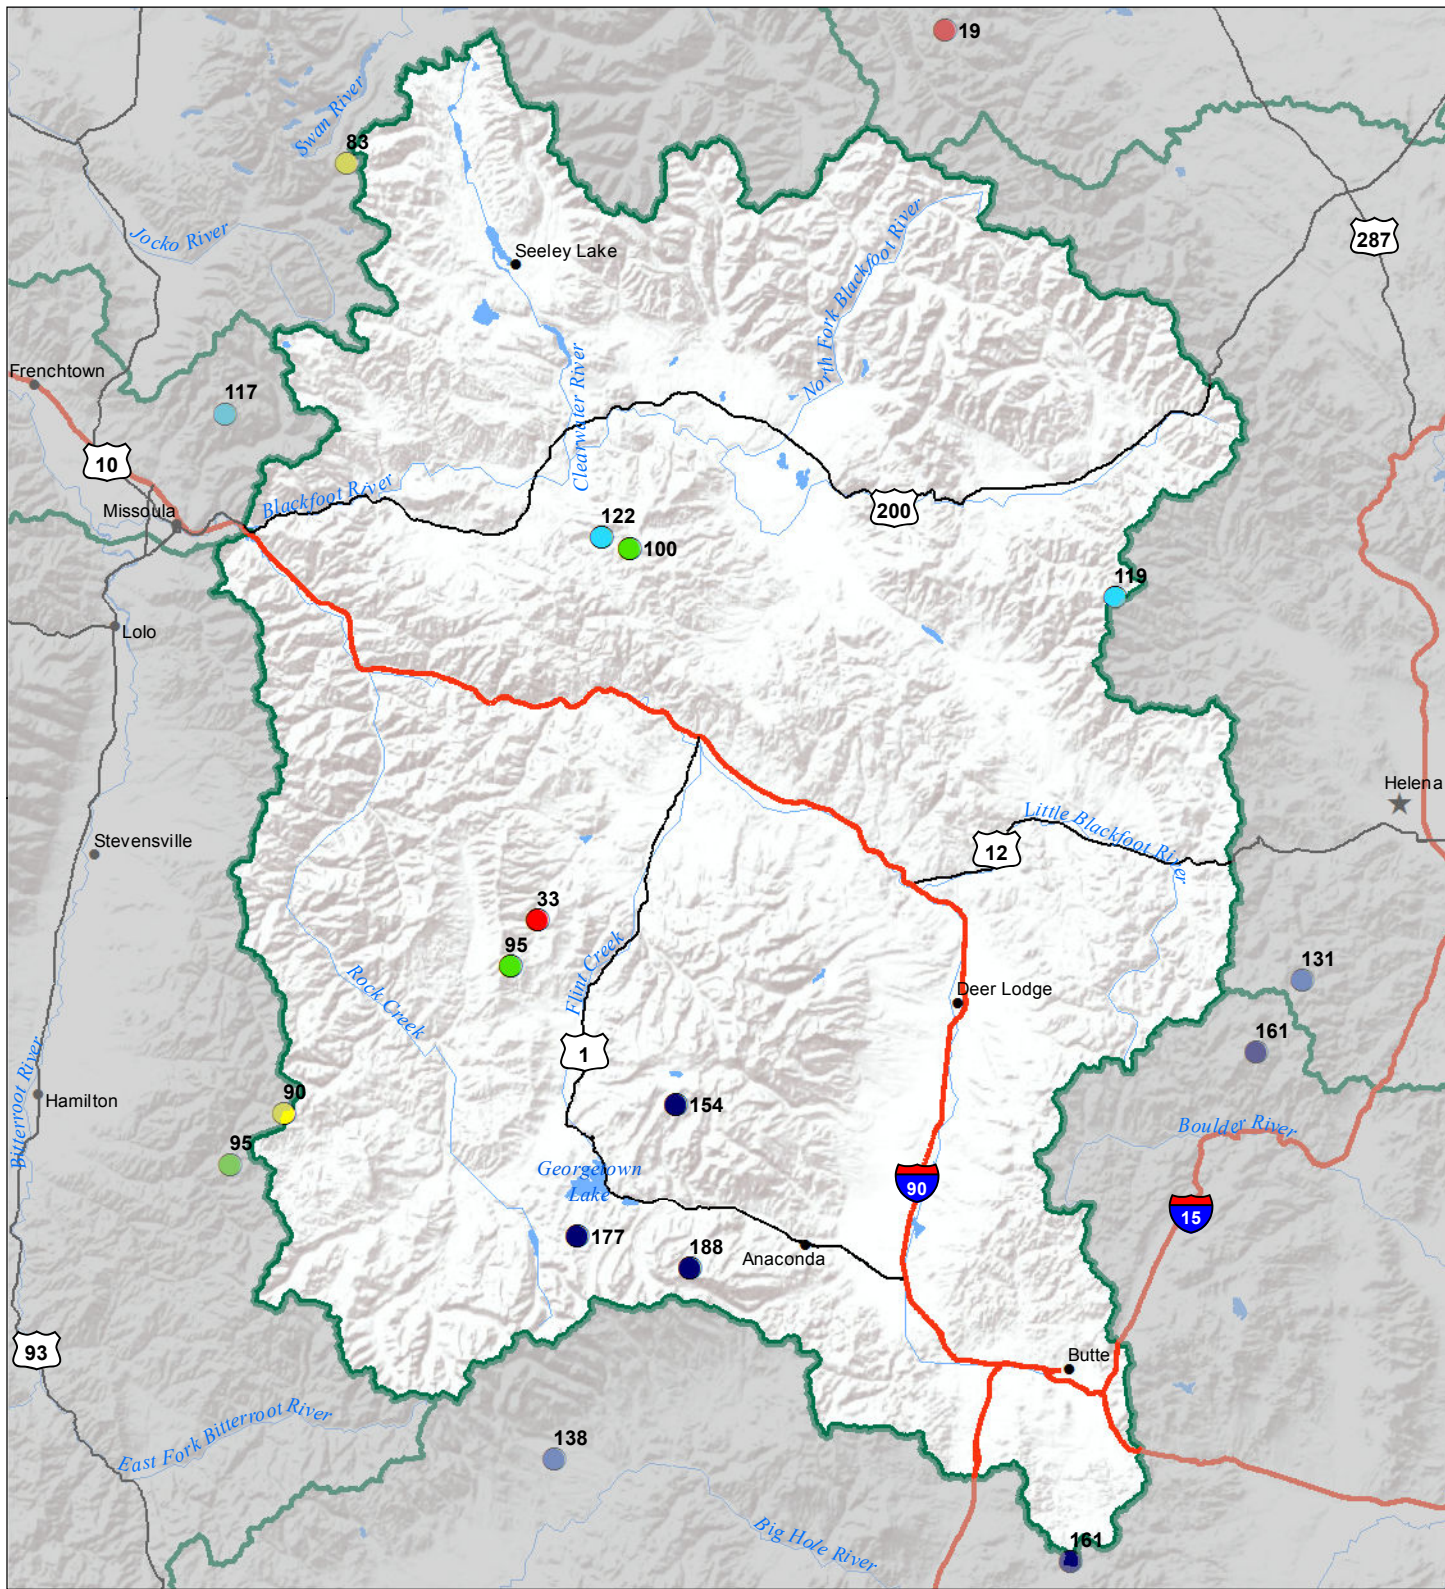 19
Swan River
83
Jocko River
Seeley Lake
North Fork Blackfoot River
287
Frenchtown
117
Clearwater River
10
Blackfoot River
Missoula
200
122
100
119
Lolo
Helena
Little Blackfoot River
Stevensville
12
33
95
Flint Creek
Rock Creek
131
Deer Lodge
161
1
Bitterroot River
Hamilton
90
154
Boulder River
95
Georgetown
Lake
90
15
177
188
Anaconda
93
Butte
East Fork Bitterroot River
138
Big Hole River
161